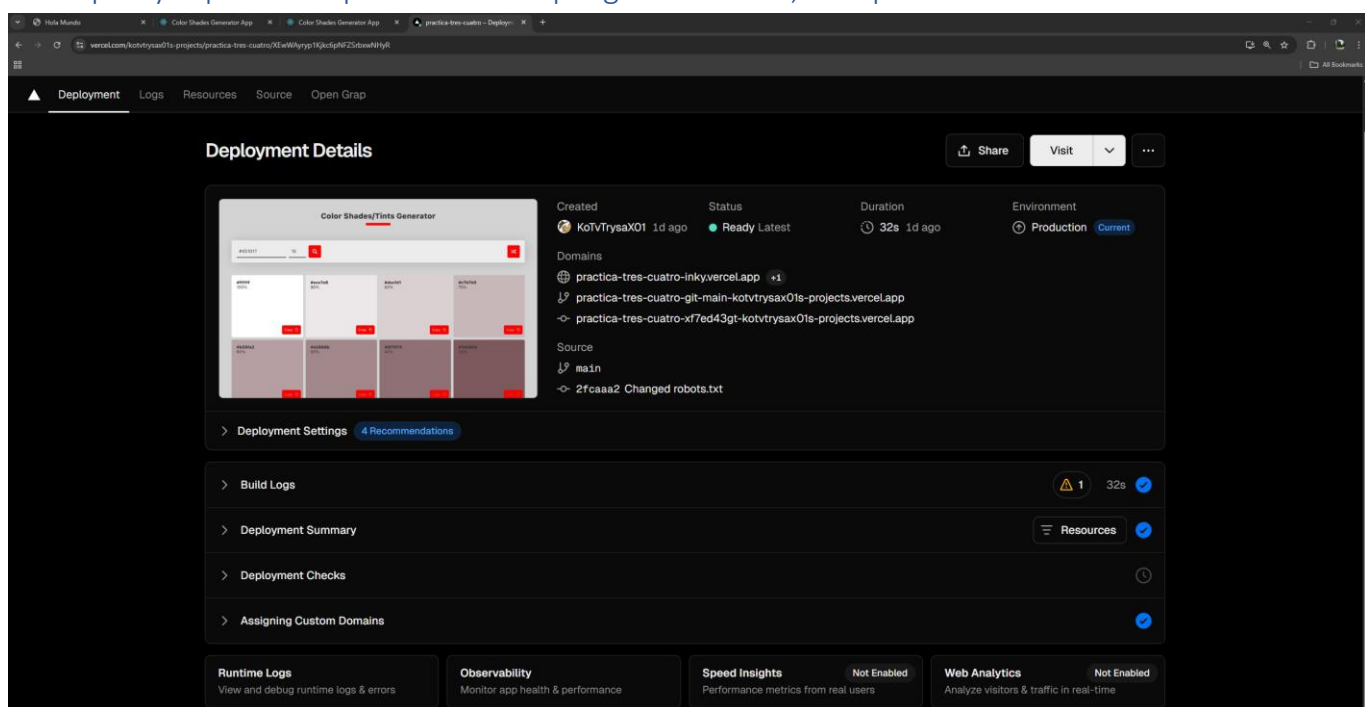 Hola Mundo
Color Shades Generator App
Color Shades Generator App
practica-tres-cuatro – Deploym
All Bookmarks
Deployment Logs Resources Source Open Grap
Deployment Details
Share Visit
Color Shades/Tints Generator
Created Status Duration Environment
KoTvTrysaX01 1d ago Ready Latest 32s 1d ago Production Current
Domains
practica-tres-cuatro-inky.vercel.app +1
practica-tres-cuatro-git-main-kotvtrysax01s-projects.vercel.app
practica-tres-cuatro-xf7ed43gt-kotvtrysax01s-projects.vercel.app
Source
main
2fcaaa2 Changed robots.txt
Deployment Settings 4 Recommendations
Build Logs 1 32s
Deployment Summary Resources
Deployment Checks
Assigning Custom Domains
Runtime Logs
View and debug runtime logs & errors
Observability
Monitor app health & performance
Speed Insights Not Enabled
Performance metrics from real users
Web Analytics Not Enabled
Analyze visitors & traffic in real-time